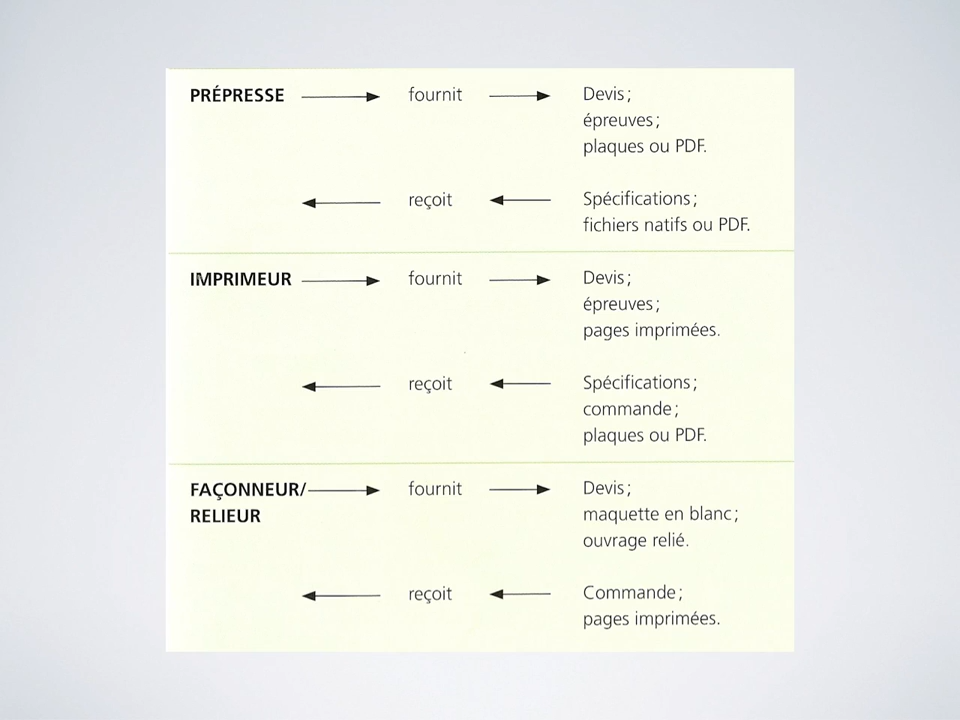 PRÉPRESSE fournit Devis ;
épreuves ;
plaques ou PDF.
reçoit Spécifications ;
fichiers natifs ou PDF.
IMPRIMEUR fournit Devis ;
épreuves ;
pages imprimées.
reçoit Spécifications ;
commande ;
plaques ou PDF.
FAÇONNEUR/ fournit Devis ;
RELIEUR maquette en blanc ;
ouvrage relié.
reçoit Commande ;
pages imprimées.